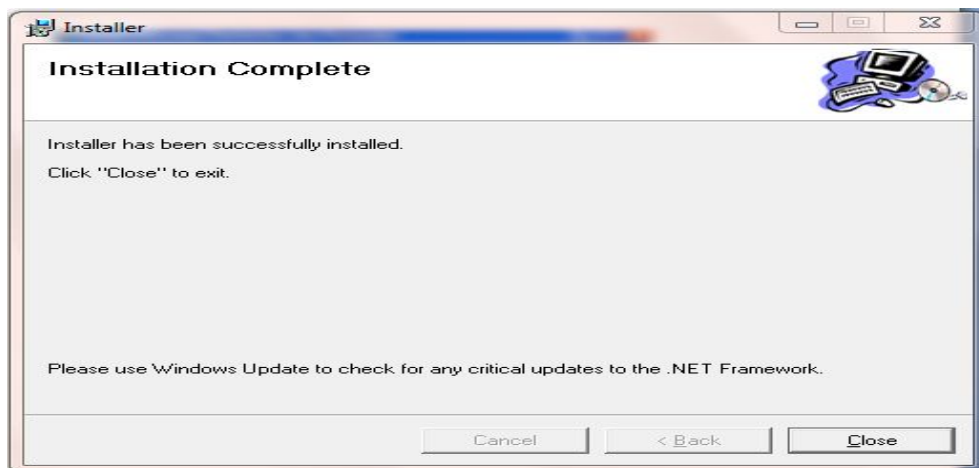 Installer
Installation Complete
Installer has been successfully installed.
Click "Close" to exit.
Please use Windows Update to check for any critical updates to the .NET Framework.
Cancel
< Back
Close